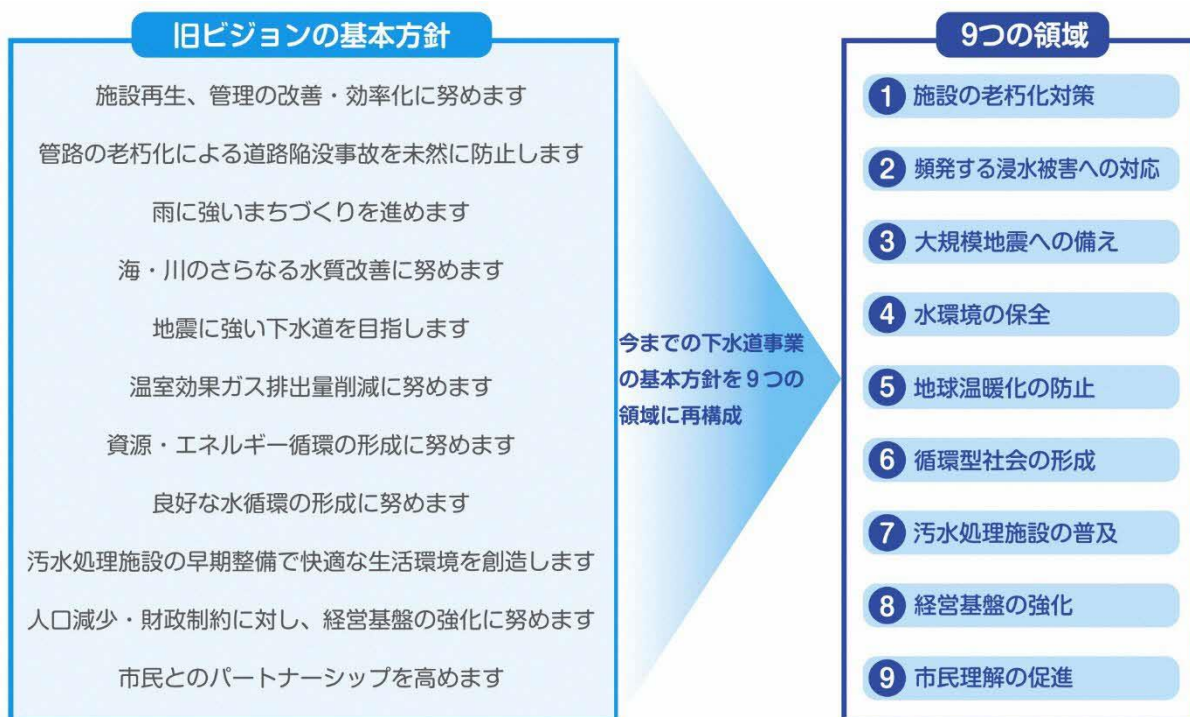 旧ビジョンの基本方針
施設再生、管理の改善・効率化に努めます
管路の老朽化による道路陥没事故を未然に防止します
雨に強いまちづくりを進めます
海・川のさらなる水質改善に努めます
地震に強い下水道を目指します
温室効果ガス排出量削減に努めます
資源・エネルギー循環の形成に努めます
良好な水循環の形成に努めます
汚水処理施設の早期整備で快適な生活環境を創造します
人口減少・財政制約に対し、経営基盤の強化に努めます
市民とのパートナーシップを高めます
今までの下水道事業
の基本方針を9つの
領域に再構成
9つの領域
1 施設の老朽化対策
2 頻発する浸水被害への対応
3 大規模地震への備え
4 水環境の保全
5 地球温暖化の防止
6 循環型社会の形成
7 汚水処理施設の普及
8 経営基盤の強化
9 市民理解の促進